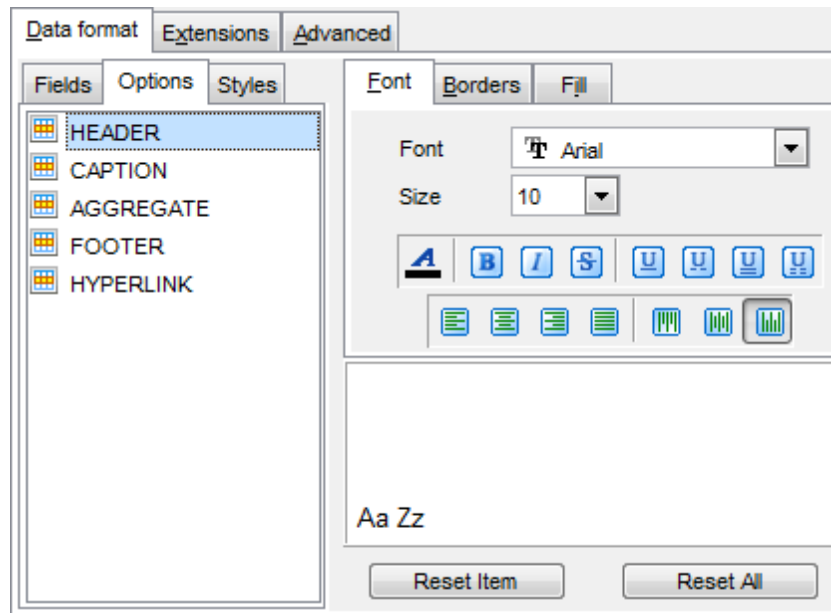 Data format Extensions Advanced
Fields Options Styles
HEADER
CAPTION
AGGREGATE
FOOTER
HYPERLINK
Font Borders Fill
Font Arial
Size 10
A B I S U U U U
Aa Zz
Reset Item Reset All